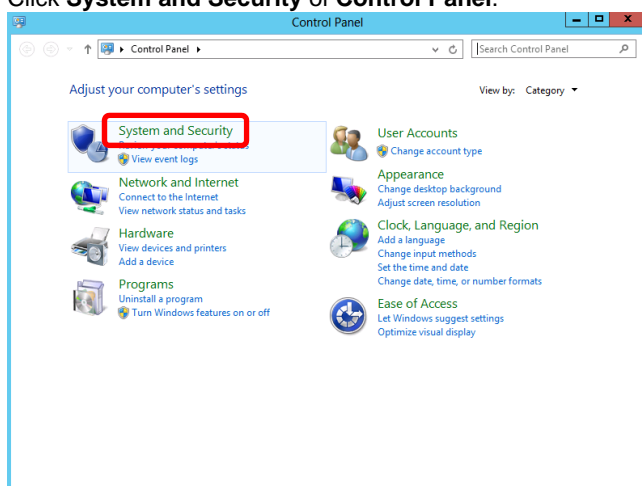 Click System and Security of Control Panel.
Control Panel
Control Panel
Search Control Panel
Adjust your computer's settings
View by: Category
System and Security
Review your computer's status
View event logs
Network and Internet
Connect to the Internet
View network status and tasks
Hardware
View devices and printers
Add a device
Programs
Uninstall a program
Turn Windows features on or off
User Accounts
Change account type
Appearance
Change desktop background
Adjust screen resolution
Clock, Language, and Region
Add a language
Change input methods
Set the time and date
Change date, time, or number formats
Ease of Access
Let Windows suggest settings
Optimize visual display